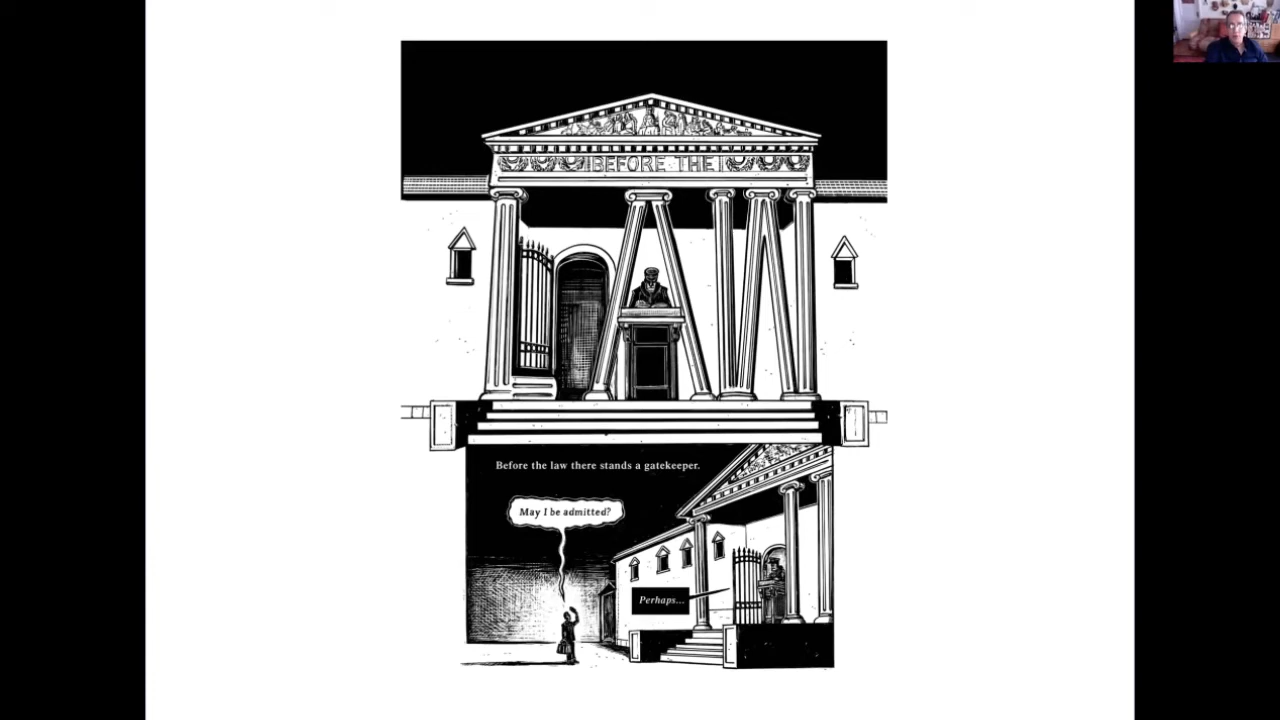 BEFORE THE
LAW
Before the law there stands a gatekeeper.
May I be admitted?
Perhaps...